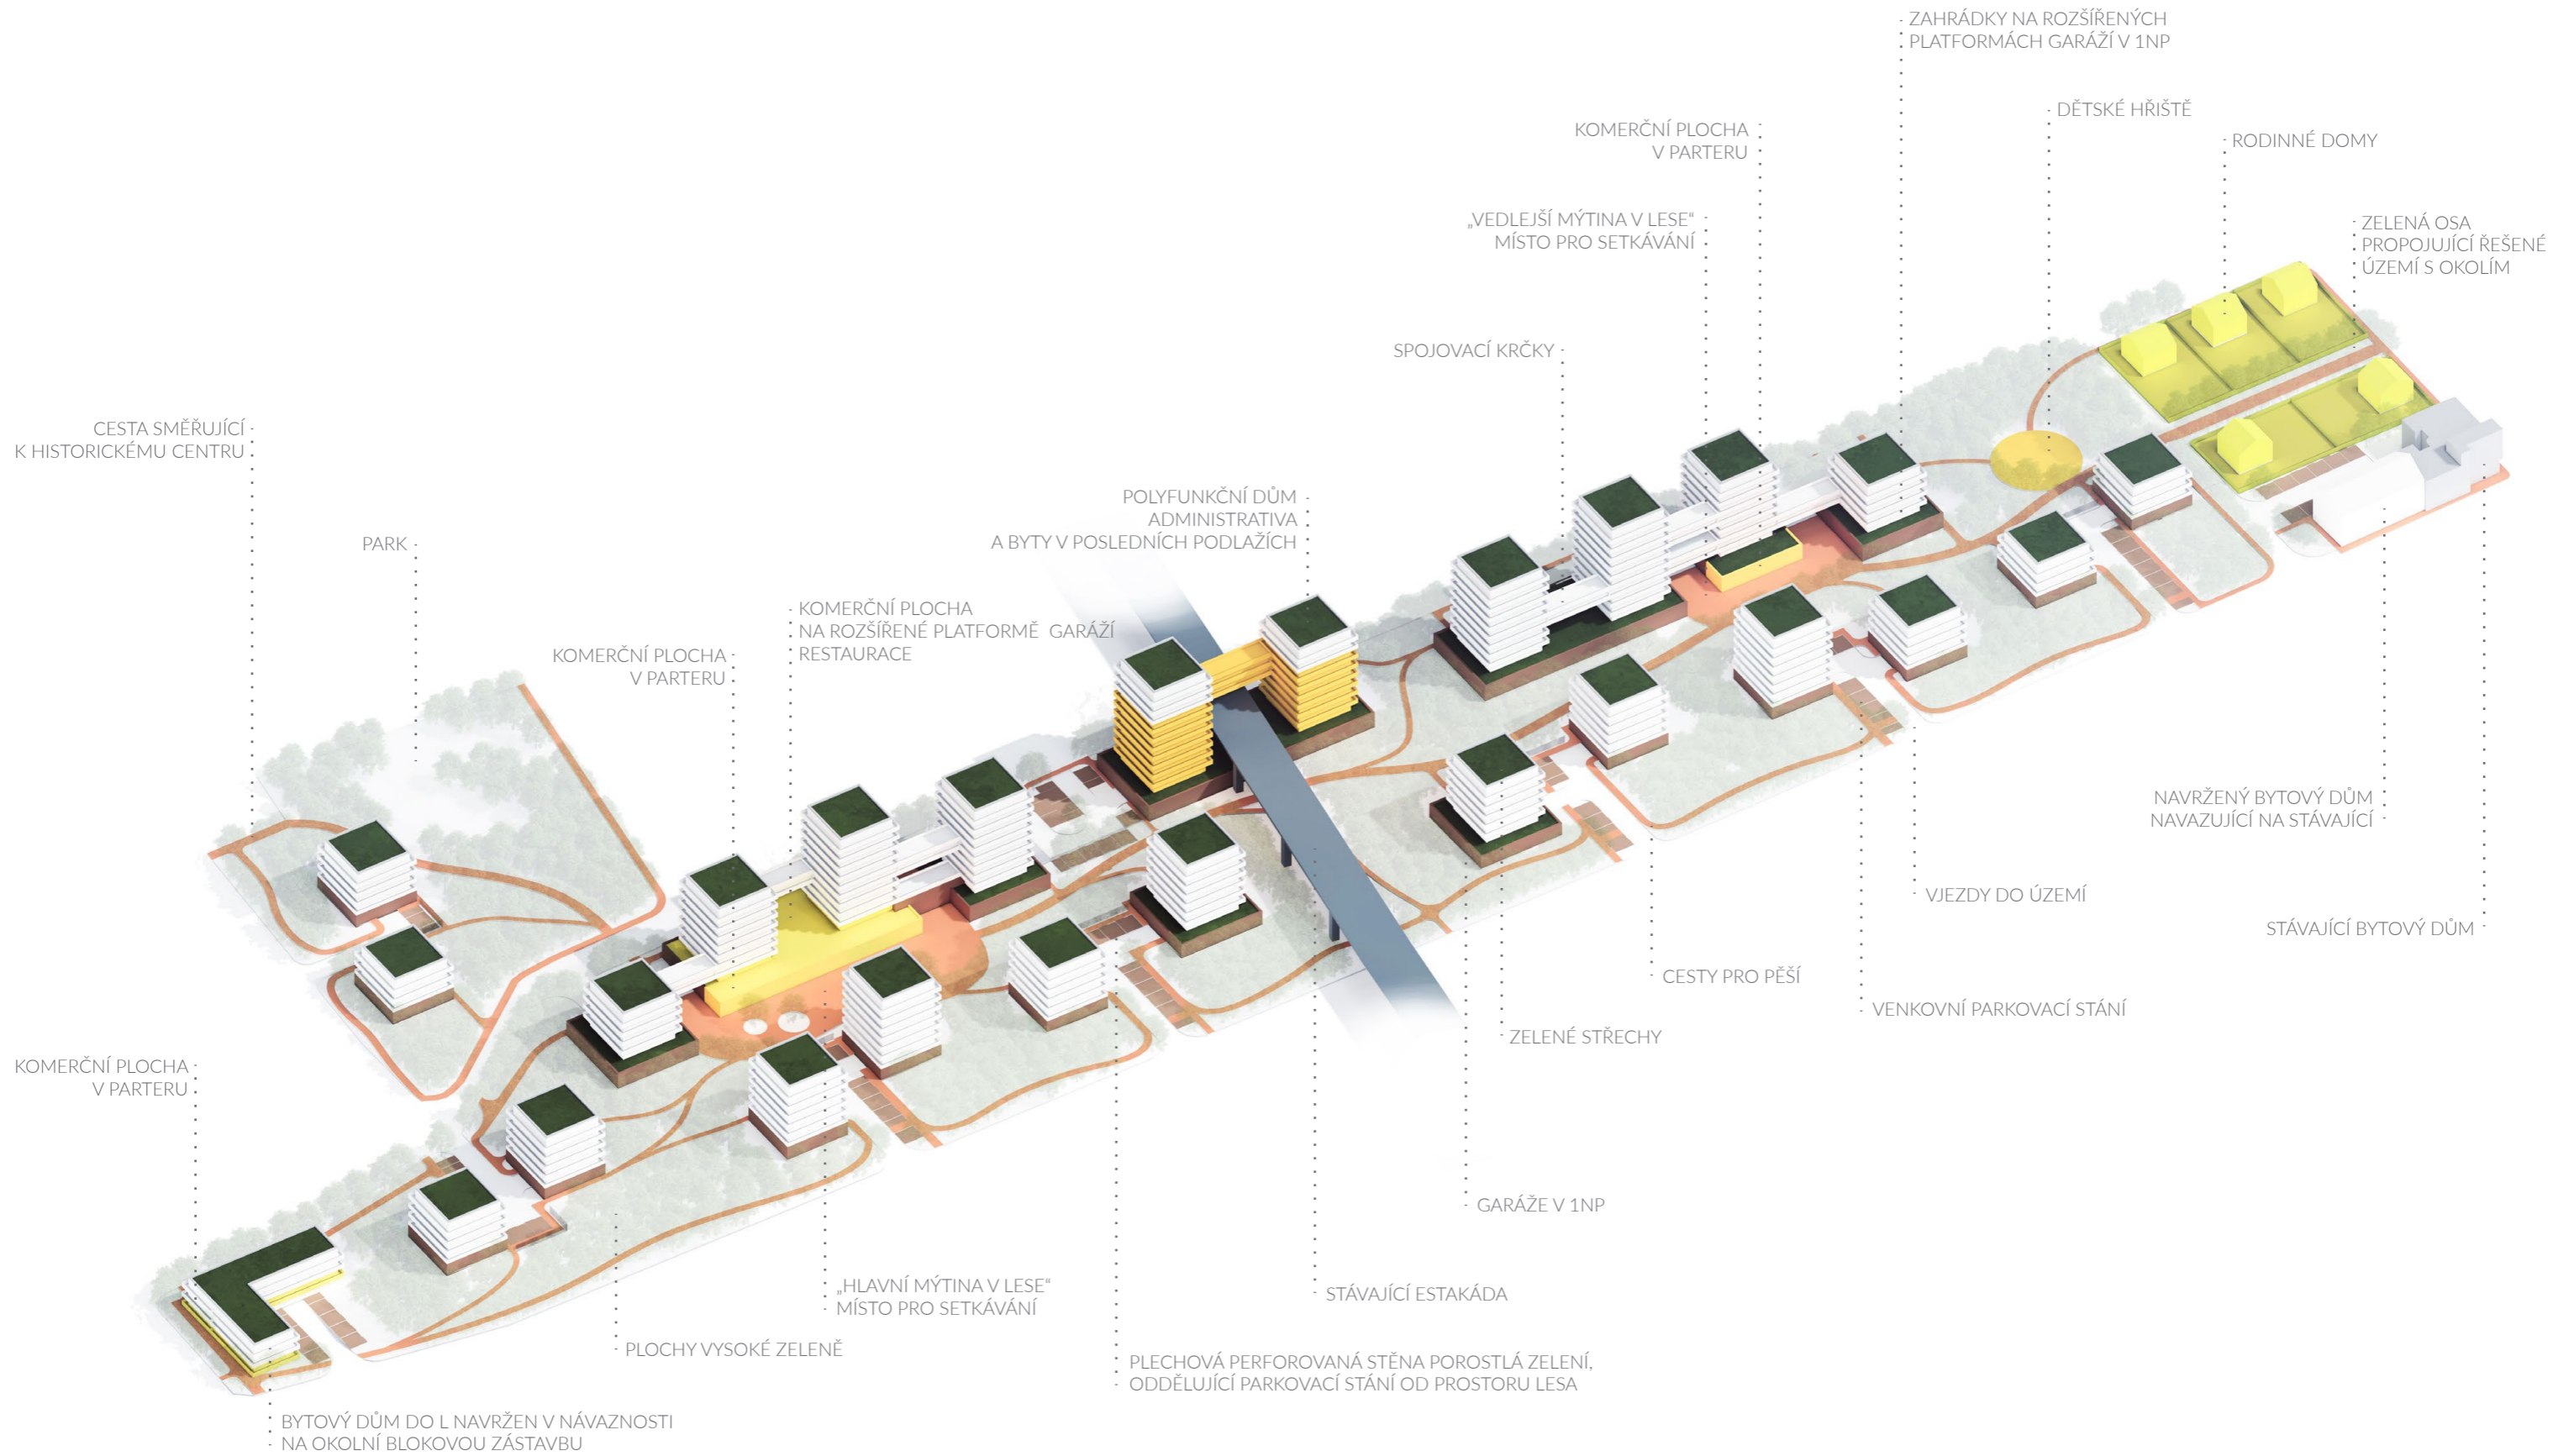 ZAHRÁDKY NA ROZŠÍŘENÝCH
PLATFORMÁCH GARÁŽÍ V 1NP
DĚTSKÉ HŘIŠTĚ
KOMERČNÍ PLOCHA
V PARTERU
RODINNÉ DOMY
„VEDLEJŠÍ MÝTINA V LESE“
MÍSTO PRO SETKÁVÁNÍ
ZELENÁ OSA
PROPOJUJÍCÍ ŘEŠENÉ
ÚZEMÍ S OKOLÍM
SPOJOVACÍ KRČKY
CESTA SMĚŘUJÍCÍ
K HISTORICKÉMU CENTRU
POLYFUNKČNÍ DŮM
ADMINISTRATIVA
A BYTY V POSLEDNÍCH PODLAŽÍCH
PARK
KOMERČNÍ PLOCHA
NA ROZŠÍŘENÉ PLATFORMĚ GARÁŽÍ
RESTAURACE
KOMERČNÍ PLOCHA
V PARTERU
NAVRŽENÝ BYTOVÝ DŮM
NAVAZUJÍCÍ NA STÁVAJÍCÍ
VJEZDY DO ÚZEMÍ
STÁVAJÍCÍ BYTOVÝ DŮM
CESTY PRO PĚŠÍ
VENKOVNÍ PARKOVACÍ STÁNÍ
ZELENÉ STŘECHY
KOMERČNÍ PLOCHA
V PARTERU
GARÁŽE V 1NP
„HLAVNÍ MÝTINA V LESE“
MÍSTO PRO SETKÁVÁNÍ
STÁVAJÍCÍ ESTAKÁDA
PLOCHY VYSOKÉ ZELENĚ
PLECHOVÁ PERFOROVANÁ STĚNA POROSTLÁ ZELENÍ,
ODDĚLUJÍCÍ PARKOVACÍ STÁNÍ OD PROSTORU LESA
BYTOVÝ DŮM DO L NAVRŽEN V NÁVAZNOSTI
NA OKOLNÍ BLOKOVOU ZÁSTAVBU